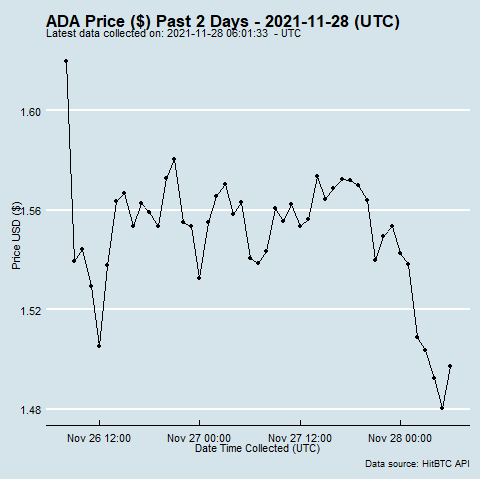 ADA Price ($) Past 2 Days - 2021-11-28 (UTC)
Latest data collected on: 2021-11-28 06:01:33 - UTC
1.60
1.56
1.52
1.48
Price USD ($)
Nov 26 12:00
Nov 27 00:00
Nov 27 12:00
Nov 28 00:00
Date Time Collected (UTC)
Data source: HitBTC API